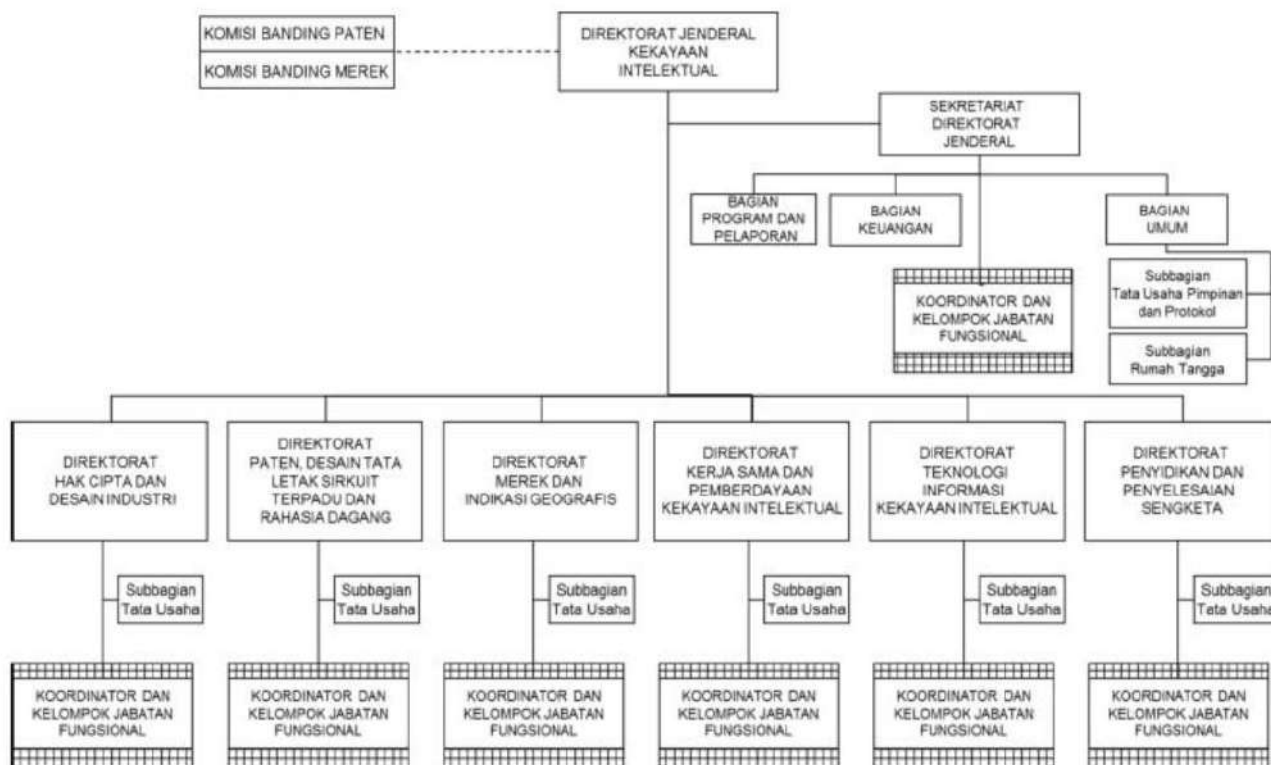 KOMISI BANDING PATEN
KOMISI BANDING MEREK
DIREKTORAT JENDERAL
KEKAYAAN
INTELEKTUAL
SEKRETARIAT
DIREKTORAT
JENDERAL
BAGIAN
PROGRAM DAN
PELAPORAN
BAGIAN
KEUANGAN
BAGIAN
UMUM
KOORDINATOR DAN
KELOMPOK JABATAN
FUNGSIONAL
Subbagian
Tata Usaha Pimpinan
dan Protokol
Subbagian
Rumah Tangga
DIREKTORAT
HAK CIPTA DAN
DESAIN INDUSTRI
DIREKTORAT
PATEN, DESAIN TATA
LETAK SIRKUIT
TERPADU DAN
RAHASIA DAGANG
DIREKTORAT
MEREK DAN
INDIKASI GEOGRAFIS
DIREKTORAT
KERJA SAMA DAN
PEMBERDAYAAN
KEKAYAAN INTELEKTUAL
DIREKTORAT
TEKNOLOGI
INFORMASI
KEKAYAAN INTELEKTUAL
DIREKTORAT
PENYIDIKAN DAN
PENYELESAIAN
SENGKETA
Subbagian
Tata Usaha
Subbagian
Tata Usaha
Subbagian
Tata Usaha
Subbagian
Tata Usaha
Subbagian
Tata Usaha
Subbagian
Tata Usaha
KOORDINATOR DAN
KELOMPOK JABATAN
FUNGSIONAL
KOORDINATOR DAN
KELOMPOK JABATAN
FUNGSIONAL
KOORDINATOR DAN
KELOMPOK JABATAN
FUNGSIONAL
KOORDINATOR DAN
KELOMPOK JABATAN
FUNGSIONAL
KOORDINATOR DAN
KELOMPOK JABATAN
FUNGSIONAL
KOORDINATOR DAN
KELOMPOK JABATAN
FUNGSIONAL